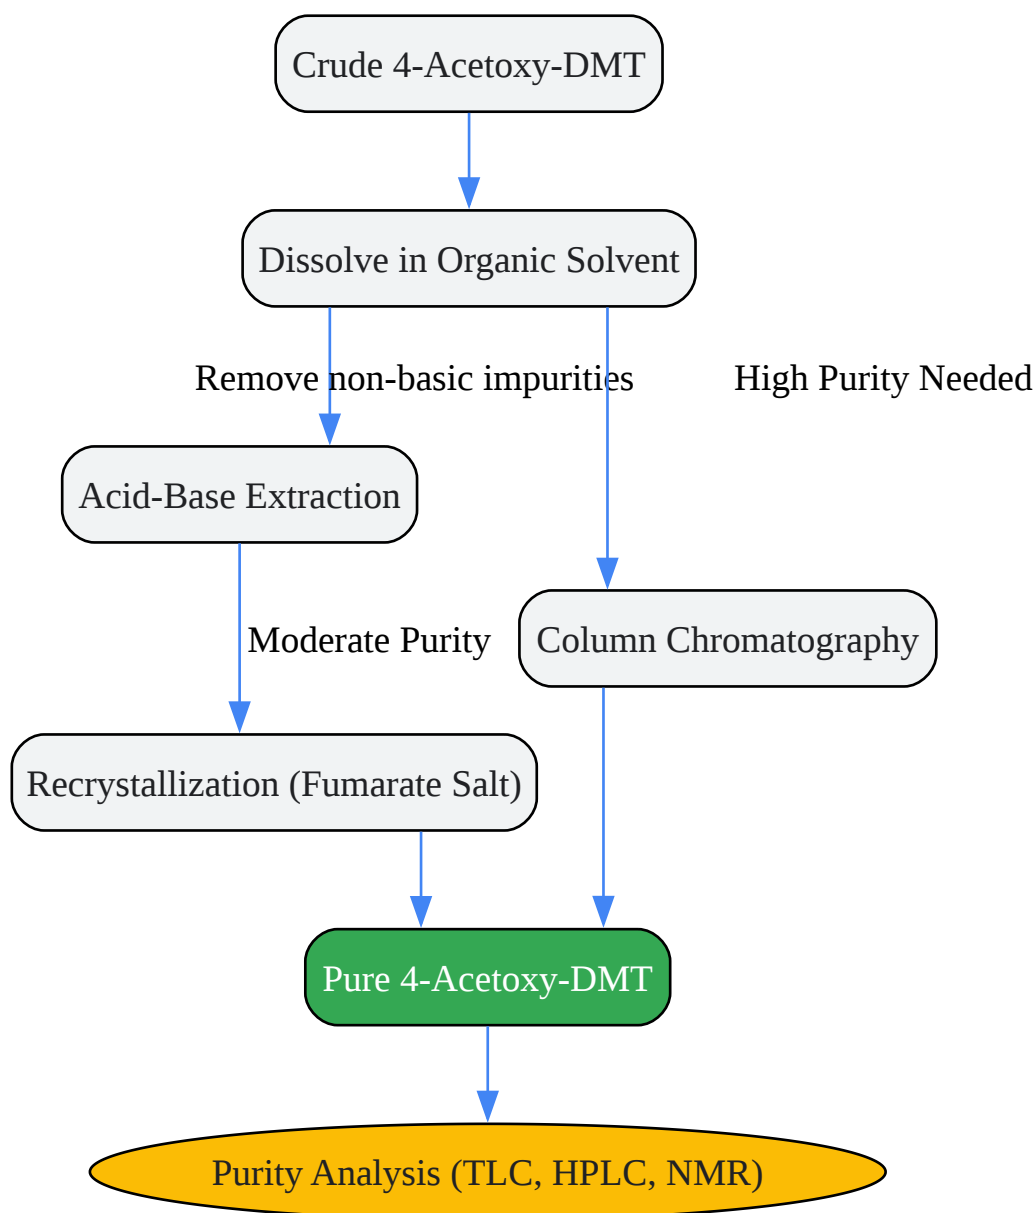 Crude 4-Acetoxy-DMT
Dissolve in Organic Solvent
Remove non-basic impurities
High Purity Needed
Acid-Base Extraction
Column Chromatography
Moderate Purity
Recrystallization (Fumarate Salt)
Pure 4-Acetoxy-DMT
Purity Analysis (TLC, HPLC, NMR)